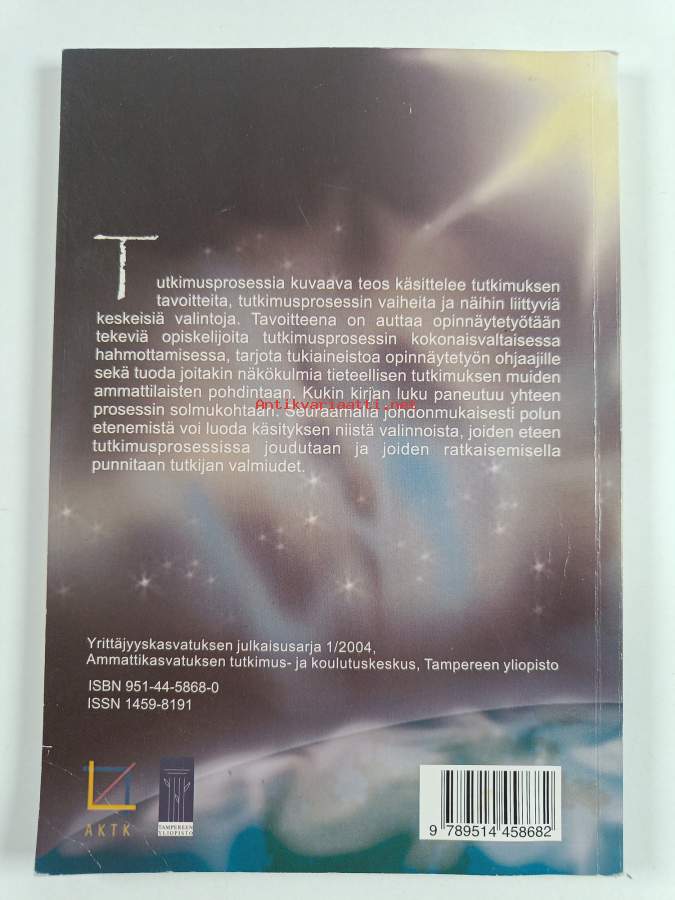 Tutkimusprosessia kuvaava teos käsittelee tutkimuksen
tavoitteita, tutkimusprosessin vaiheita ja näihin liittyviä
keskeisiä valintoja. Tavoitteena on auttaa opinnäytetyötään
tekeviä opiskelijoita tutkimusprosessin kokonaisvaltaisessa
hahmottamisessa, tarjota tukiaineistoa opinnäytetyön ohjaajille
sekä tuoda joitakin näkökulmia tieteellisen tutkimuksen muiden
ammattilaisten pohdintaan. Kukin kirjan luku paneutuu yhteen
Antikvariaatti.net
prosessin solmukohtaan. Seuraamalla johdonmukaisesti polun
etenemistä voi luoda käsityksen niistä valinnoista, joiden eteen
tutkimusprosessissa joudutaan ja joiden ratkaisemisella
punnitaan tutkijan valmiudet.
Yrittäjyyskasvatuksen julkaisusarja 1/2004,
Ammattikasvatuksen tutkimus- ja koulutuskeskus, Tampereen yliopisto
ISBN 951-44-5868-0
ISSN 1459-8191
AKTK
TAMPEREEN
YLIOPISTO
9 789514 458682